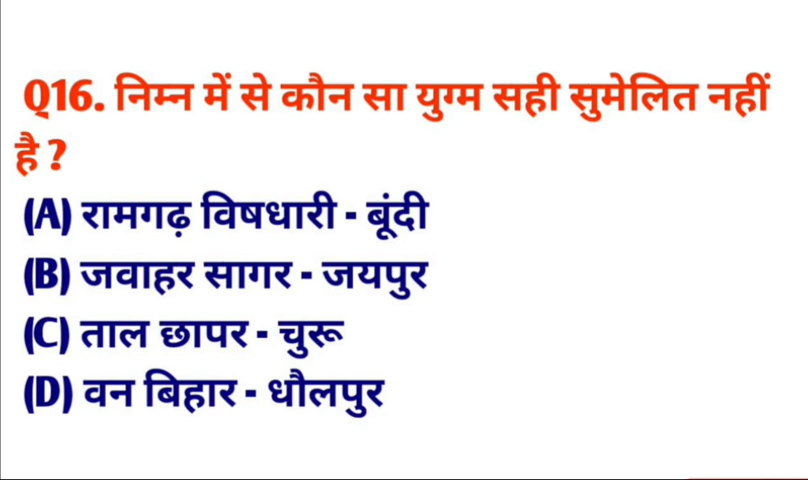 Q16. निम्न में से कौन सा युग्म सही सुमेलित नहीं
है ?
(A) रामगढ़ विषधारी - बूंदी
(B) जवाहर सागर - जयपुर
(C) ताल छापर - चुरू
(D) वन बिहार - धौलपुर